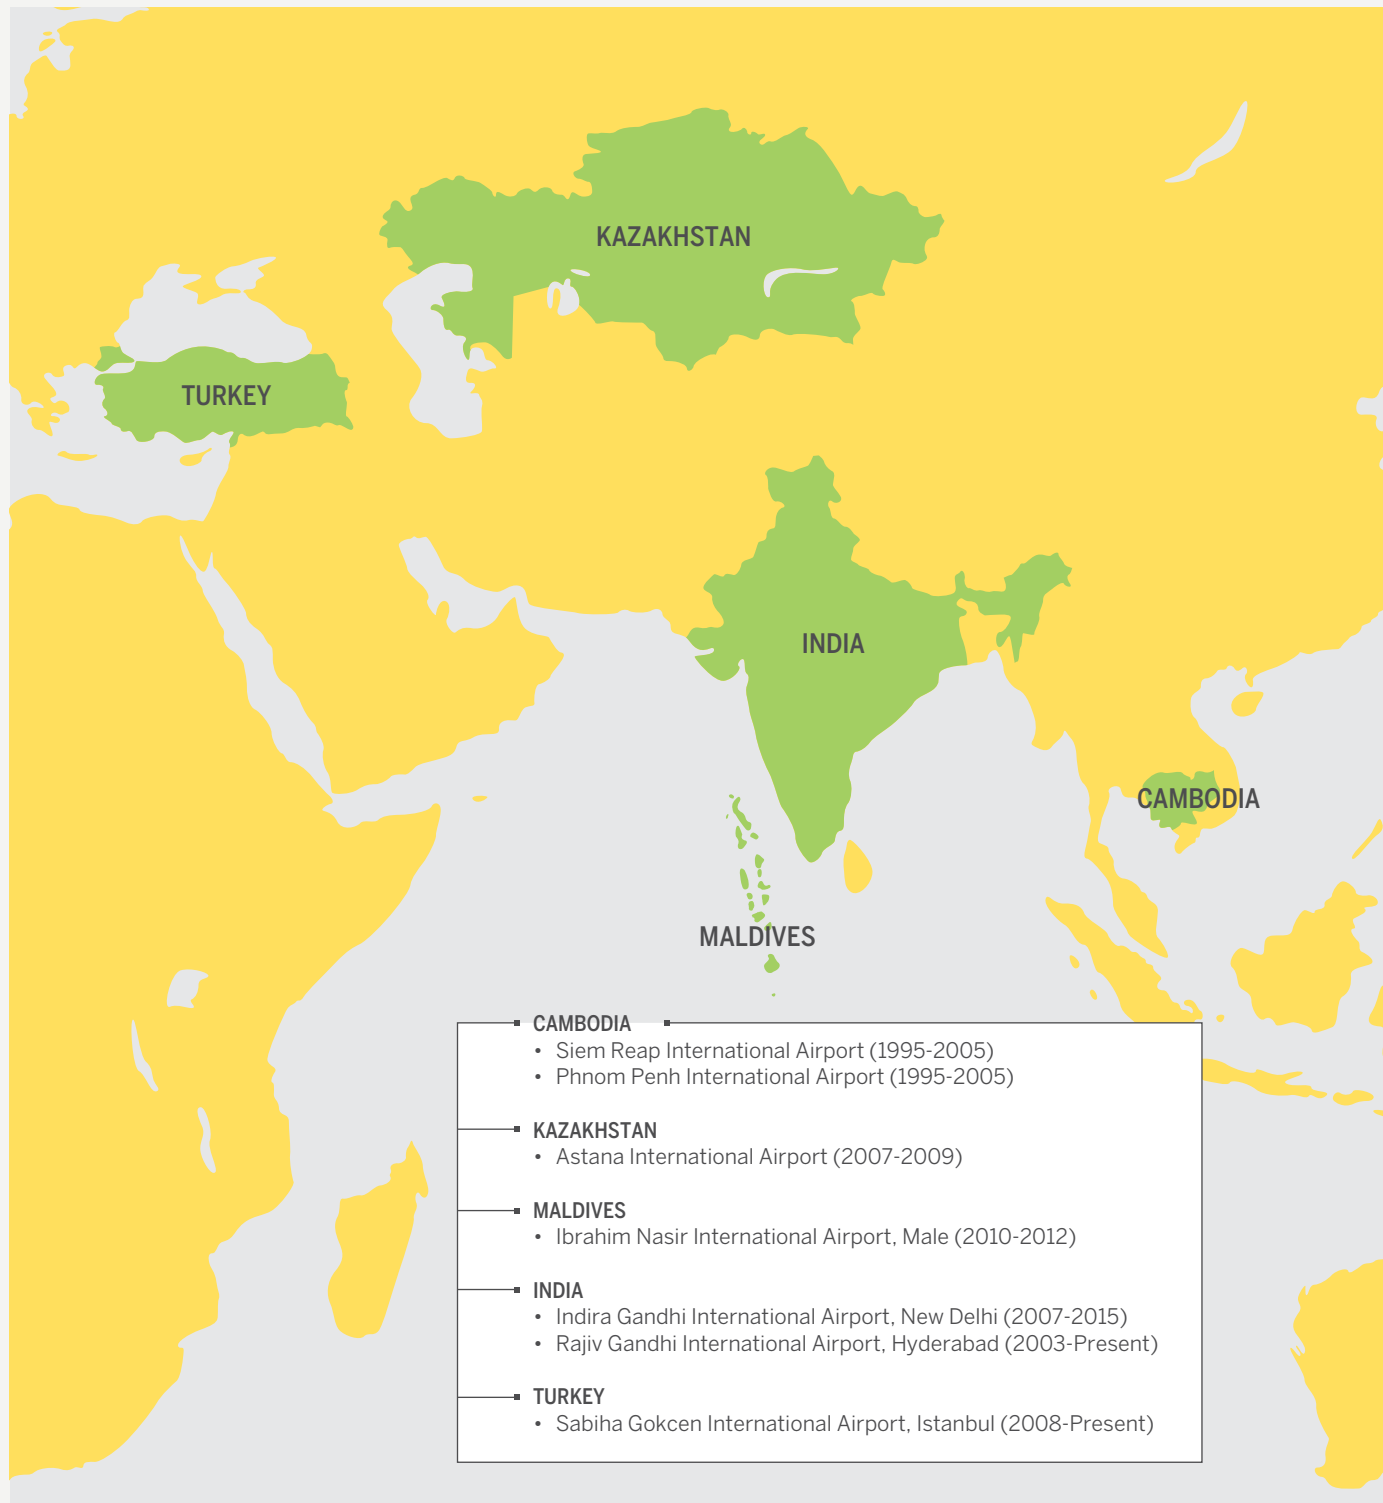 KAZAKHSTAN
TURKEY
INDIA
CAMBODIA
MALDIVES
CAMBODIA
• Siem Reap International Airport (1995-2005)
• Phnom Penh International Airport (1995-2005)
KAZAKHSTAN
• Astana International Airport (2007-2009)
MALDIVES
• Ibrahim Nasir International Airport, Male (2010-2012)
INDIA
• Indira Gandhi International Airport, New Delhi (2007-2015)
• Rajiv Gandhi International Airport, Hyderabad (2003-Present)
TURKEY
• Sabiha Gokcen International Airport, Istanbul (2008-Present)